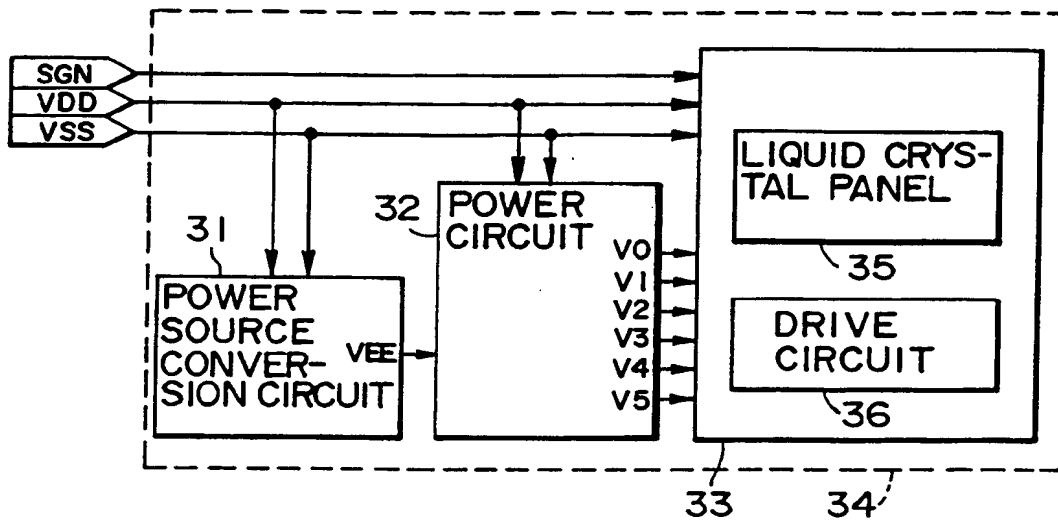 SGN
VDD
VSS
31
POWER
SOURCE
CONVER-
SION CIRCUIT
VEE
32
POWER
CIRCUIT
V0
V1
V2
V3
V4
V5
LIQUID CRYS-
TAL PANEL
35
DRIVE
CIRCUIT
36
33
34